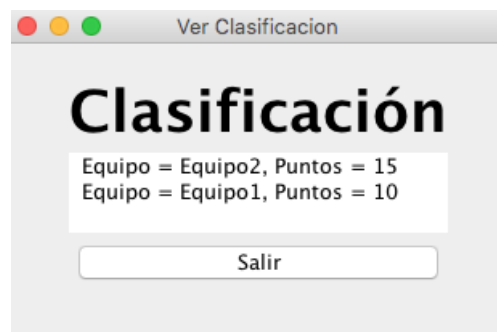 Ver Clasificacion
Clasificación
Equipo = Equipo2, Puntos = 15
Equipo = Equipo1, Puntos = 10
Salir